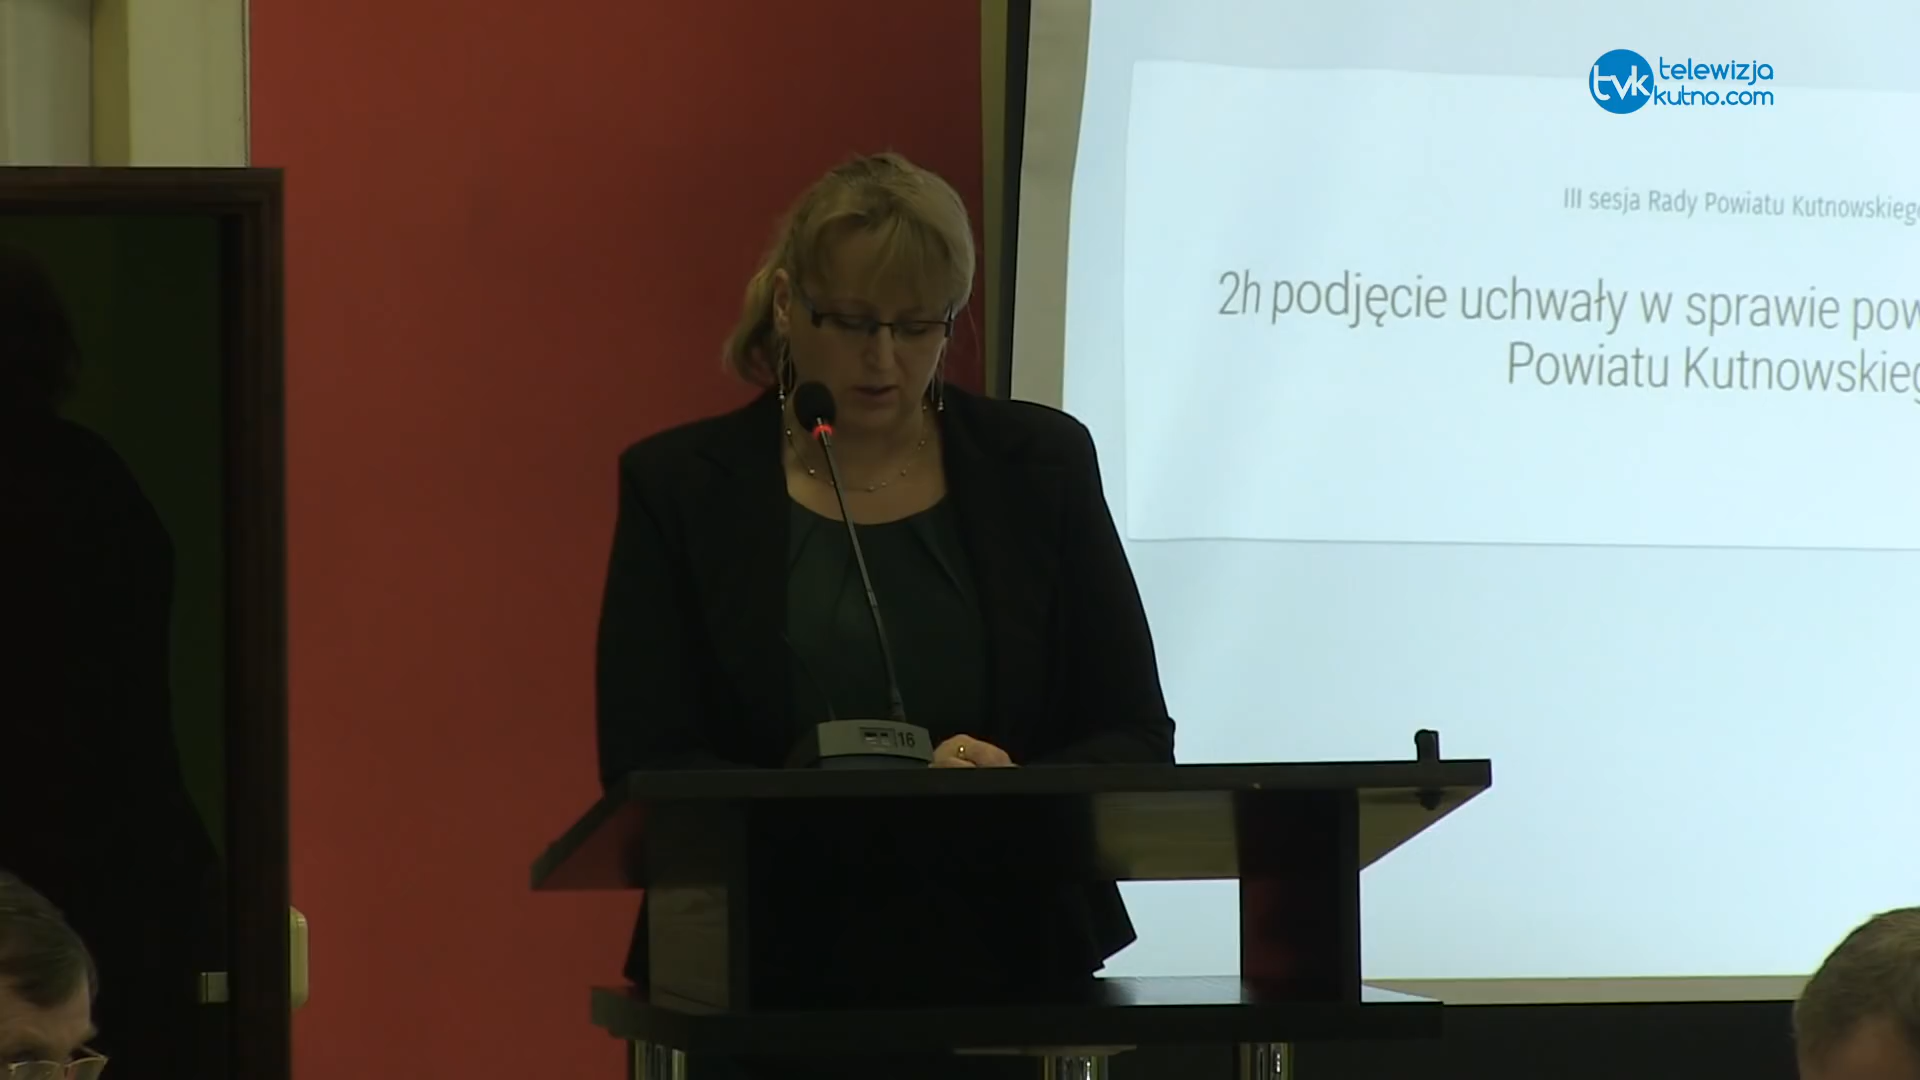 tvk telewizja
kutno.com
III sesja Rady Powiatu Kutnowskieg
2h podjęcie uchwały w sprawie pow
Powiatu Kutnowskieg
16